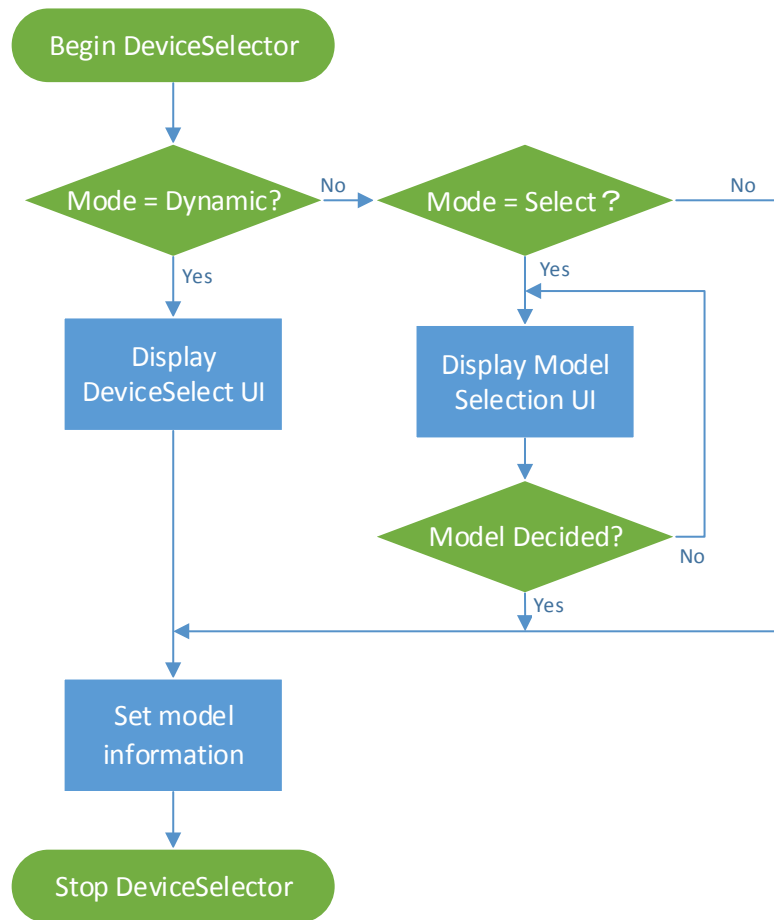 Begin DeviceSelector
Mode = Dynamic?
No
Mode = Select？
No
Yes
Yes
Display
DeviceSelect UI
Display Model
Selection UI
Model Decided?
No
Yes
Set model
information
Stop DeviceSelector